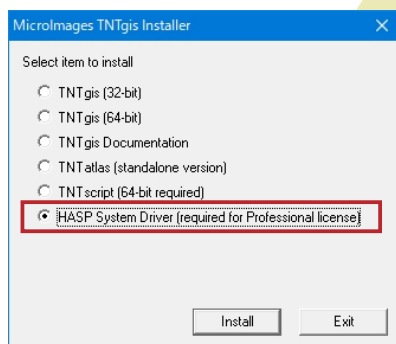 MicroImages TNTgis Installer
Select item to install
TNTgis (32-bit)
TNTgis (64-bit)
TNTgis Documentation
TNTatlas (standalone version)
TNTscript (64-bit required)
HASP System Driver (required for Professional license)
Install Exit